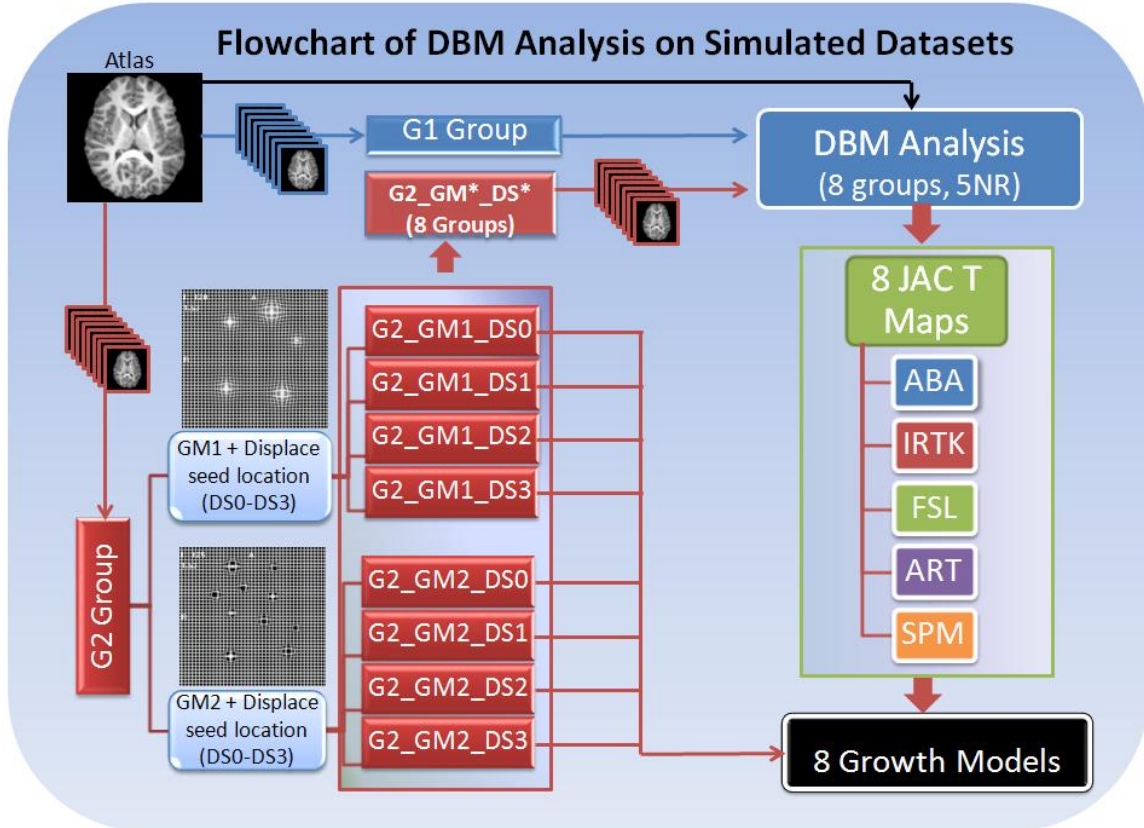 Flowchart of DBM Analysis on Simulated Datasets
Atlas
G1 Group
G2_GM*_DS*
(8 Groups)
DBM Analysis
(8 groups, 5NR)
8 JAC T
Maps
ABA
IRTK
FSL
ART
SPM
G2_GM1_DS0
G2_GM1_DS1
G2_GM1_DS2
G2_GM1_DS3
GM1 + Displace
seed location
(DS0-DS3)
G2 Group
G2_GM2_DS0
G2_GM2_DS1
G2_GM2_DS2
G2_GM2_DS3
GM2 + Displace
seed location
(DS0-DS3)
8 Growth Models